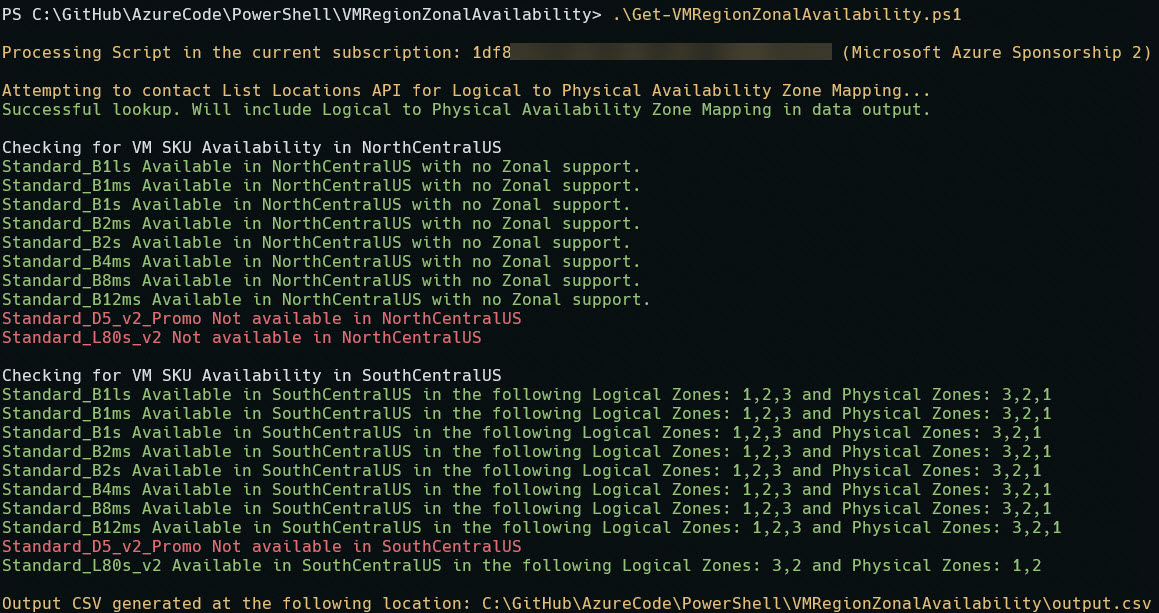 PS C:\GitHub\AzureCode\PowerShell\VMRegionZonalAvailability> .\Get-VMRegionZonalAvailability.ps1
Processing Script in the current subscription: 1df8 (Microsoft Azure Sponsorship 2)
Attempting to contact List Locations API for Logical to Physical Availability Zone Mapping...
Successful lookup. Will include Logical to Physical Availability Zone Mapping in data output.
Checking for VM SKU Availability in NorthCentralUS
Standard_B1ls Available in NorthCentralUS with no Zonal support.
Standard_B1ms Available in NorthCentralUS with no Zonal support.
Standard_B1s Available in NorthCentralUS with no Zonal support.
Standard_B2ms Available in NorthCentralUS with no Zonal support.
Standard_B2s Available in NorthCentralUS with no Zonal support.
Standard_B4ms Available in NorthCentralUS with no Zonal support.
Standard_B8ms Available in NorthCentralUS with no Zonal support.
Standard_B12ms Available in NorthCentralUS with no Zonal support.
Standard_D5_v2_Promo Not available in NorthCentralUS
Standard_L80s_v2 Not available in NorthCentralUS
Checking for VM SKU Availability in SouthCentralUS
Standard_B1ls Available in SouthCentralUS in the following Logical Zones: 1,2,3 and Physical Zones: 3,2,1
Standard_B1ms Available in SouthCentralUS in the following Logical Zones: 1,2,3 and Physical Zones: 3,2,1
Standard_B1s Available in SouthCentralUS in the following Logical Zones: 1,2,3 and Physical Zones: 3,2,1
Standard_B2ms Available in SouthCentralUS in the following Logical Zones: 1,2,3 and Physical Zones: 3,2,1
Standard_B2s Available in SouthCentralUS in the following Logical Zones: 1,2,3 and Physical Zones: 3,2,1
Standard_B4ms Available in SouthCentralUS in the following Logical Zones: 1,2,3 and Physical Zones: 3,2,1
Standard_B8ms Available in SouthCentralUS in the following Logical Zones: 1,2,3 and Physical Zones: 3,2,1
Standard_B12ms Available in SouthCentralUS in the following Logical Zones: 1,2,3 and Physical Zones: 3,2,1
Standard_D5_v2_Promo Not available in SouthCentralUS
Standard_L80s_v2 Available in SouthCentralUS in the following Logical Zones: 3,2 and Physical Zones: 1,2
Output CSV generated at the following location: C:\GitHub\AzureCode\PowerShell\VMRegionZonalAvailability\output.csv